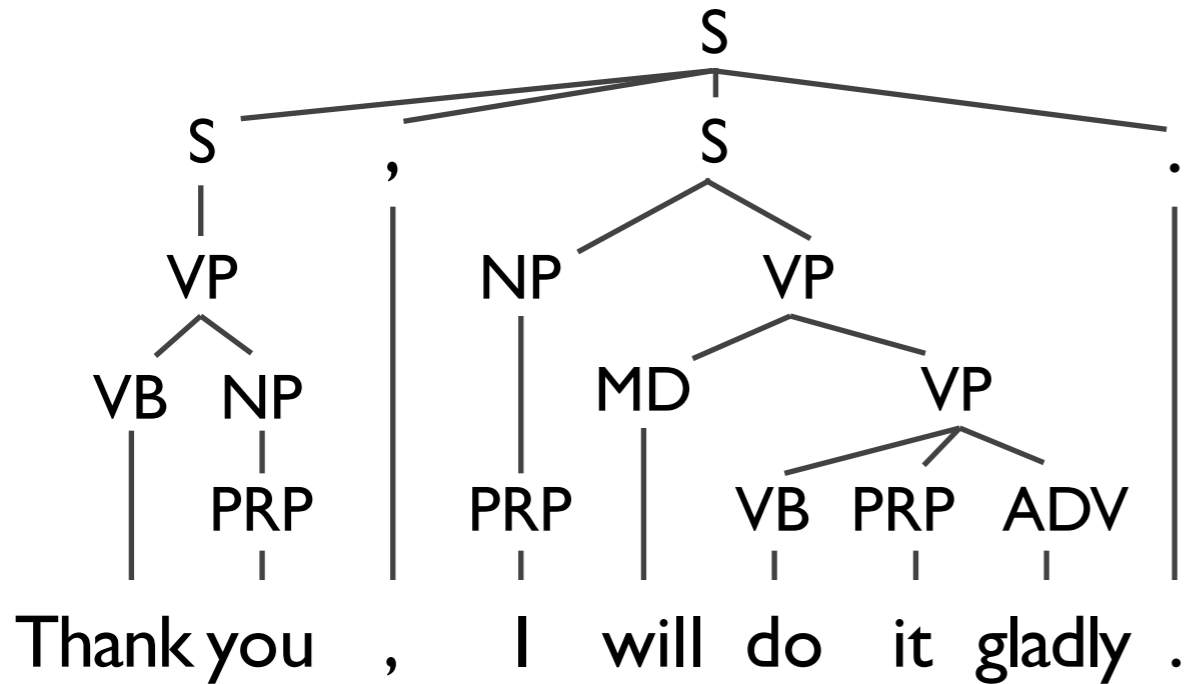 S
S , S .
VP NP VP
VB NP MD VP
PRP PRP VB PRP ADV
Thank you , I will do it gladly .